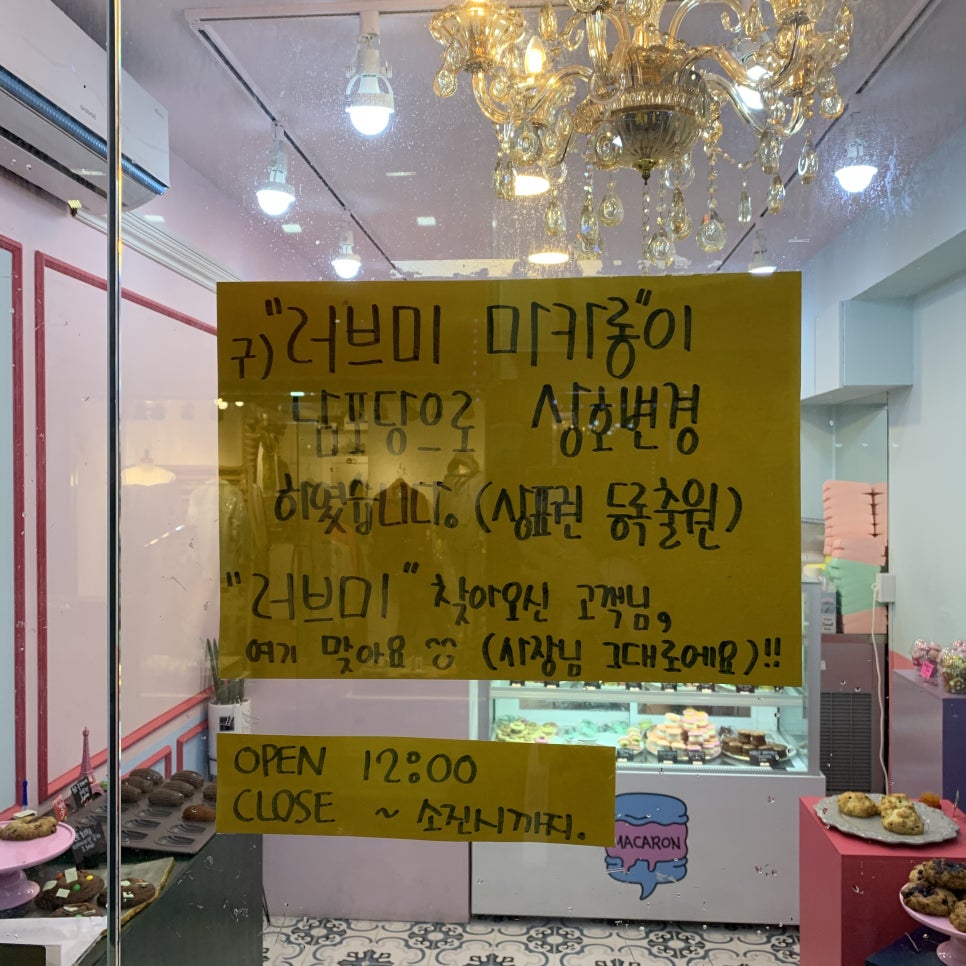 구) "러브미 마카롱"이
담표당으로 상호변경
하였습니다. (상표권 등록출원)
"러브미" 찾아오신 고객님,
여기 맞아요 (사장님 그대로에요)!!
OPEN 12:00
CLOSE ~ 소진시까지.
MACARON